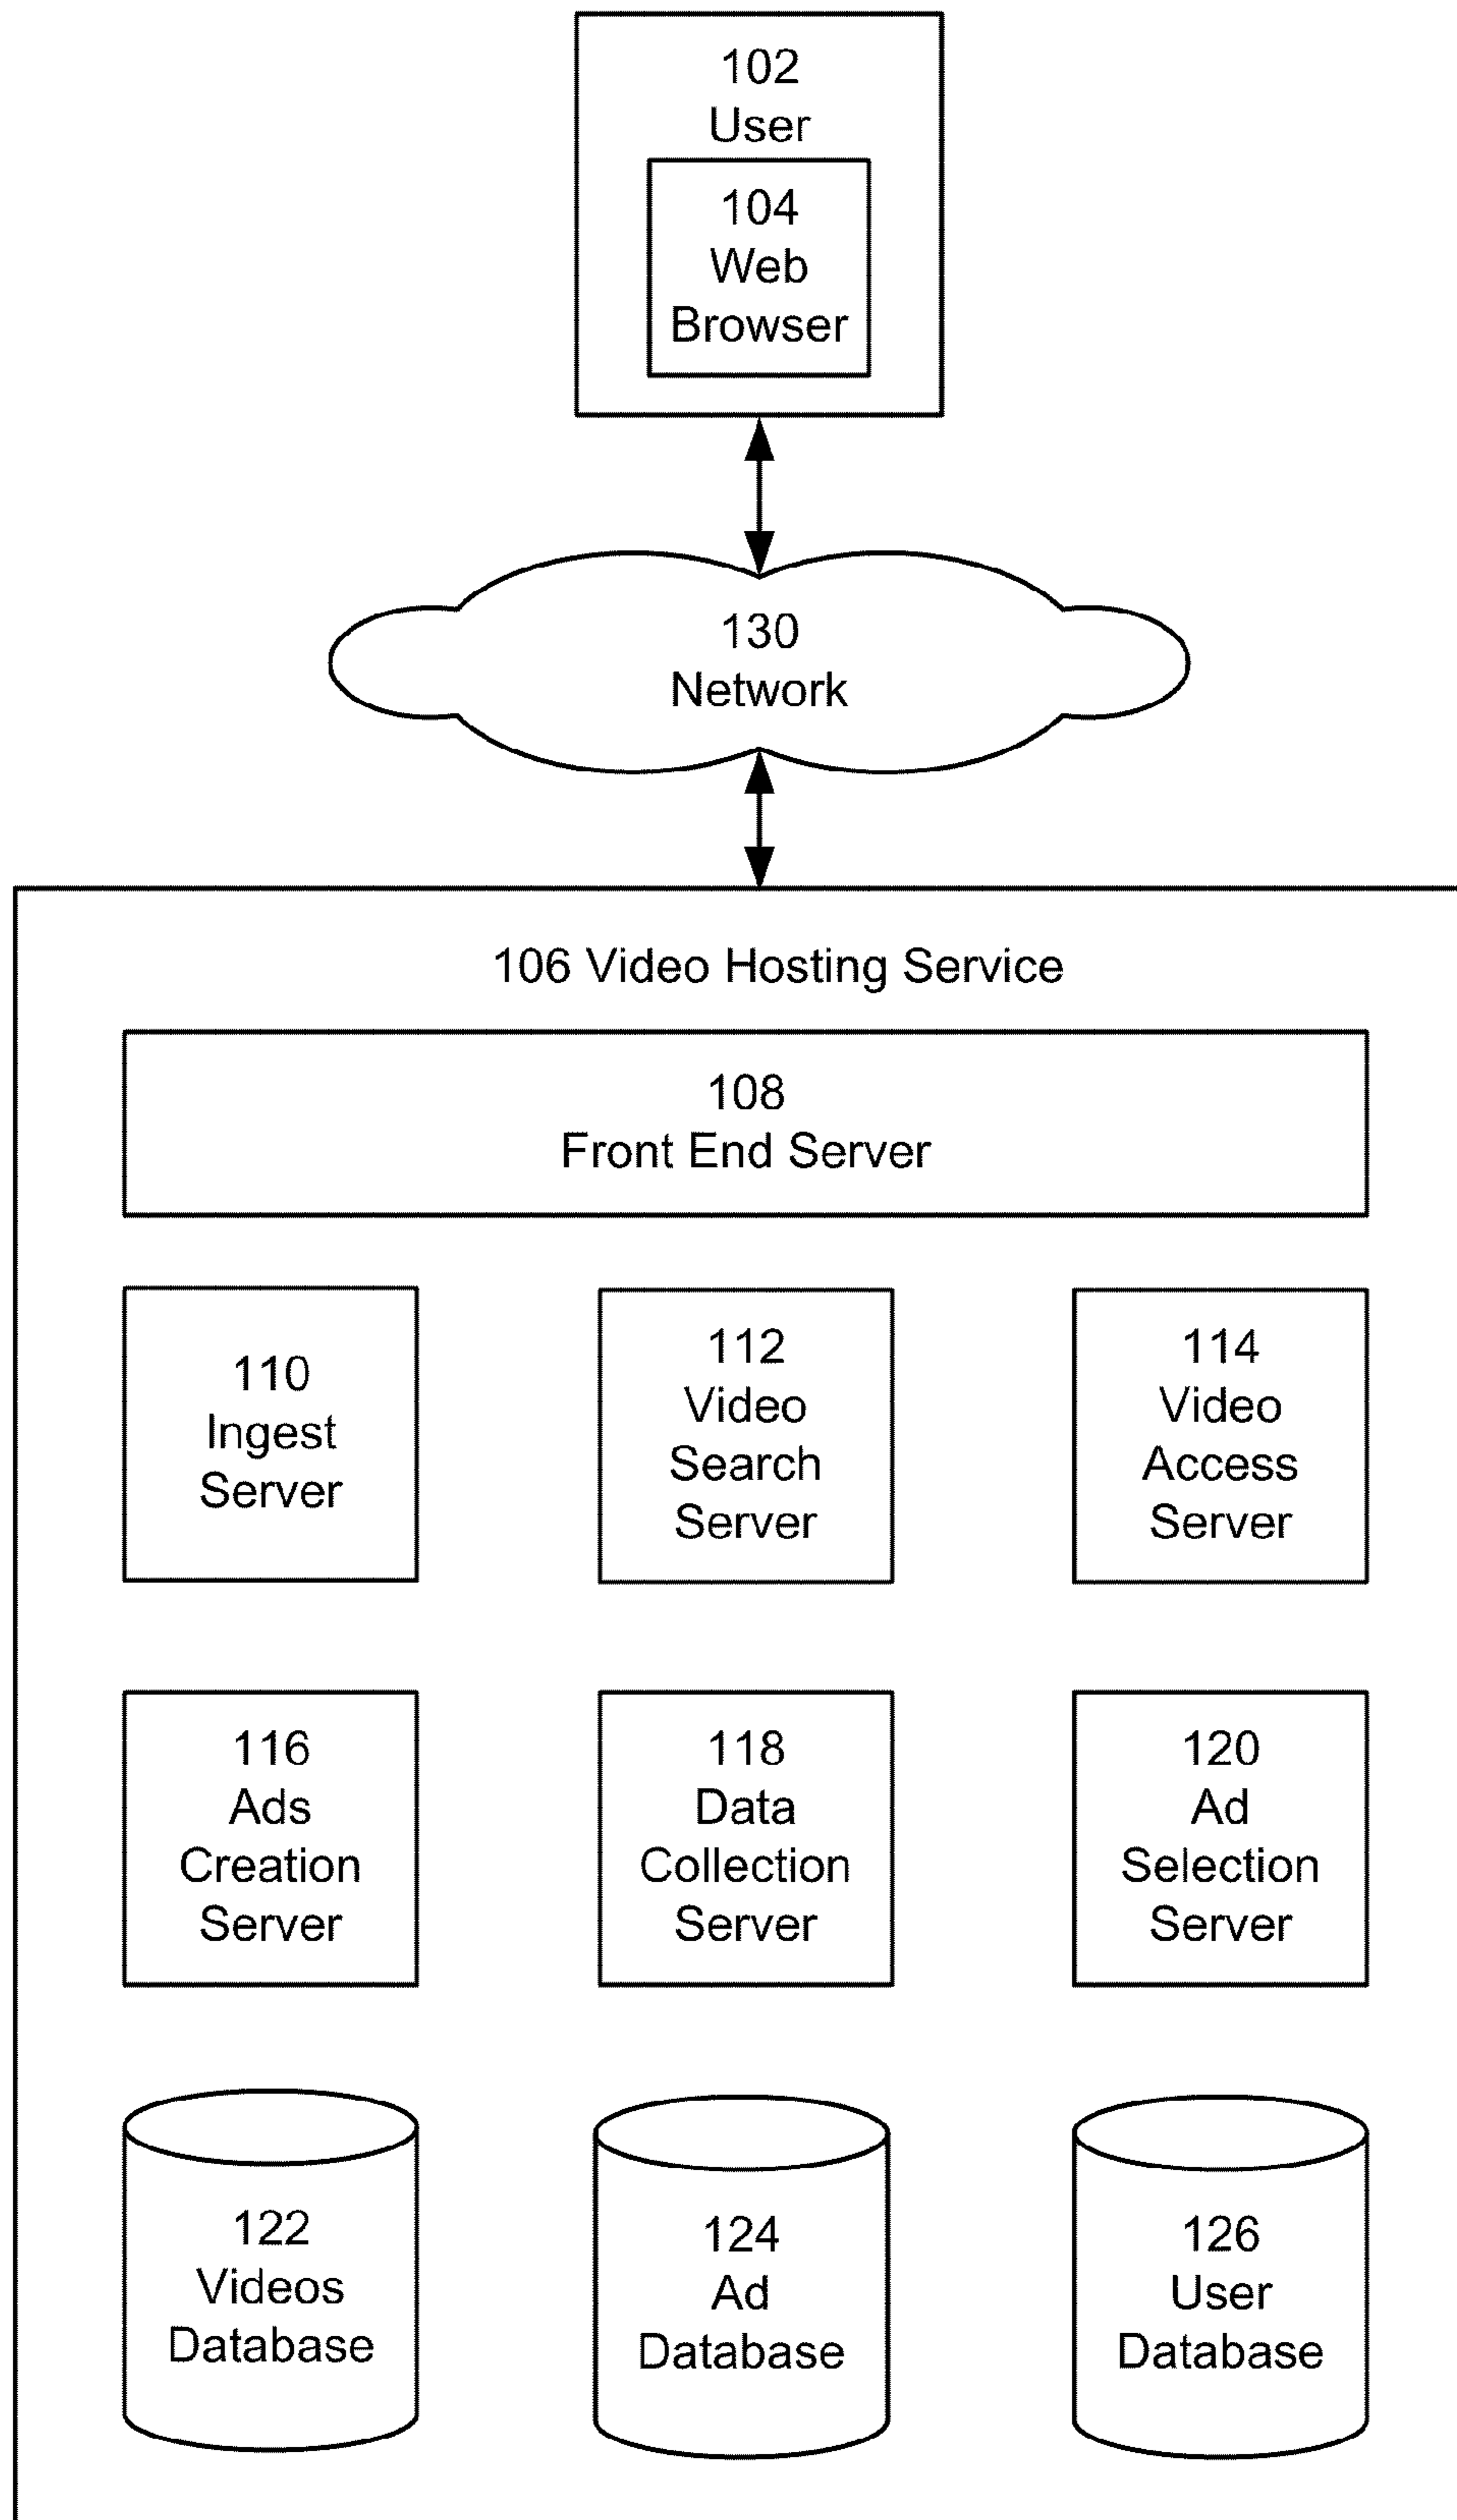 102
User
104
Web
Browser
130
Network
106 Video Hosting Service
108
Front End Server
110
Ingest
Server
112
Video
Search
Server
114
Video
Access
Server
116
Ads
Creation
Server
118
Data
Collection
Server
120
Ad
Selection
Server
122
Videos
Database
124
Ad
Database
126
User
Database